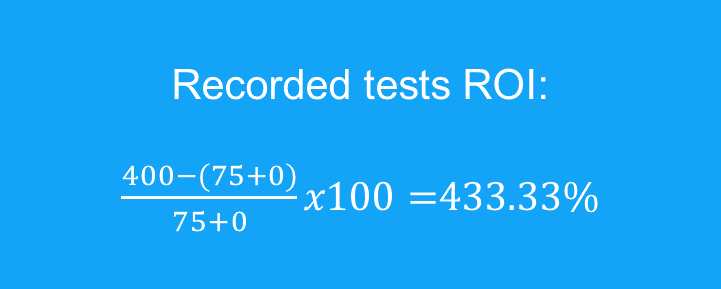 Recorded tests ROI:
400−(75+0)
75+0
x100 =433.33%